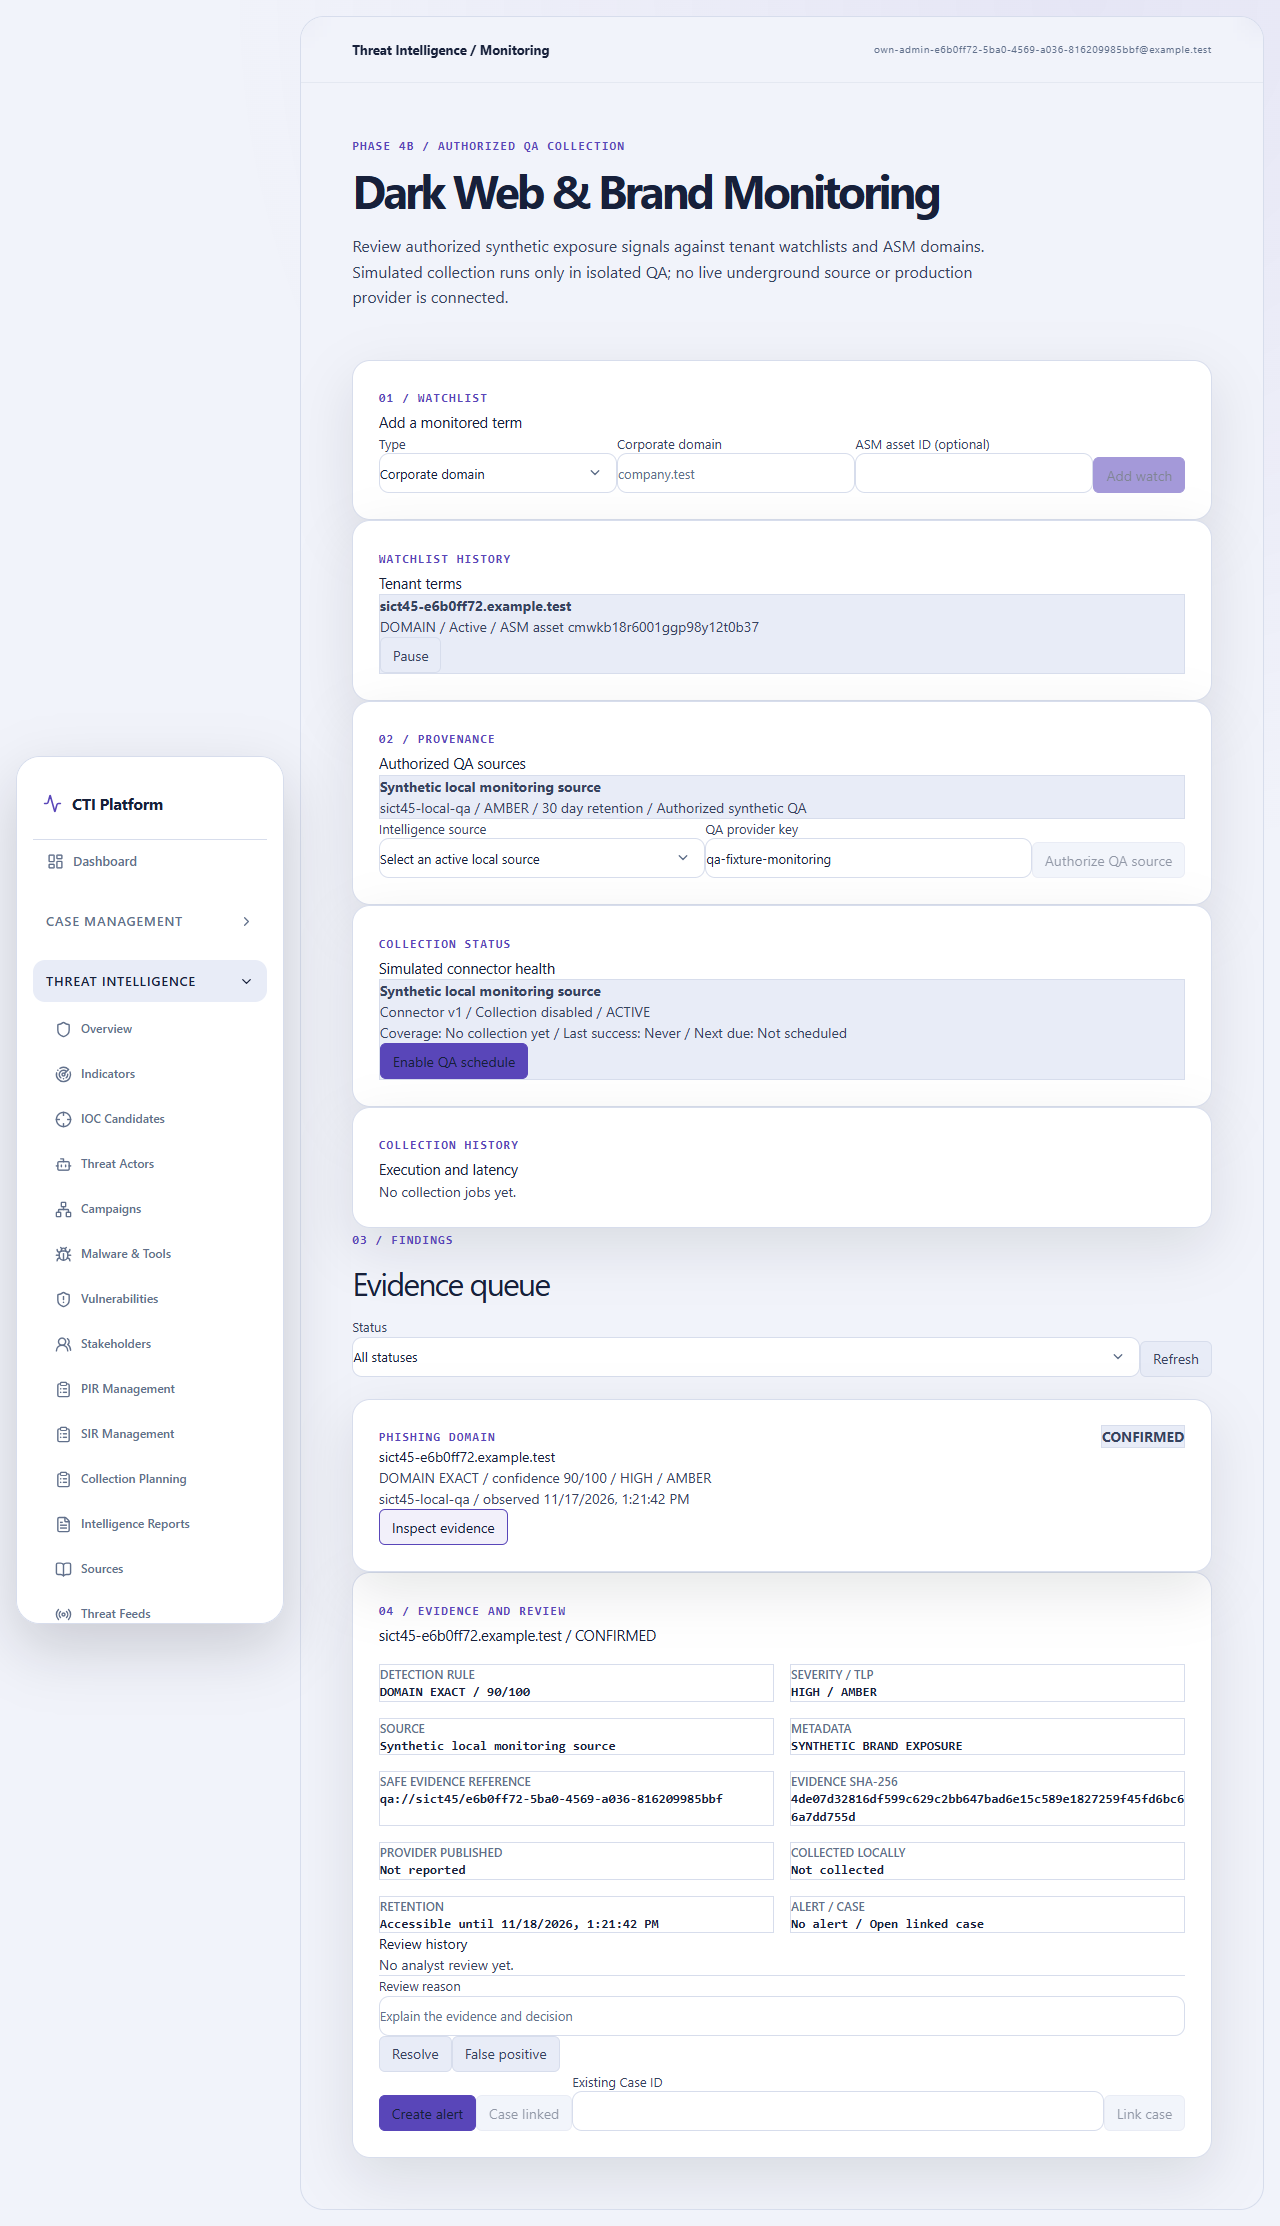 Threat Intelligence / Monitoring
own-admin-e6b0ff72-5ba0-4569-a036-816209985bbf@example.test
PHASE 4B / AUTHORIZED QA COLLECTION
Dark Web & Brand Monitoring
Review authorized synthetic exposure signals against tenant watchlists and ASM domains.
Simulated collection runs only in isolated QA; no live underground source or production
provider is connected.
01 / WATCHLIST
Add a monitored term
Type
Corporate domain
ASM asset ID (optional)
Corporate domain
company.test
Add watch
WATCHLIST HISTORY
Tenant terms
sict45-e6b0ff72.example.test
DOMAIN / Active / ASM asset cmwkb18r6001ggp98y12t0b37
Pause
02 / PROVENANCE
Authorized QA sources
Synthetic local monitoring source
sict45-local-qa / AMBER / 30 day retention / Authorized synthetic QA
Intelligence source
QA provider key
Select an active local source
qa-fixture-monitoring
Authorize QA source
COLLECTION STATUS
Simulated connector health
Synthetic local monitoring source
Connector v1 / Collection disabled / ACTIVE
Coverage: No collection yet / Last success: Never / Next due: Not scheduled
Enable QA schedule
COLLECTION HISTORY
Execution and latency
No collection jobs yet.
03 / FINDINGS
Evidence queue
Status
All statuses
Refresh
PHISHING DOMAIN
CONFIRMED
sict45-e6b0ff72.example.test
DOMAIN EXACT / confidence 90/100 / HIGH / AMBER
sict45-local-qa / observed 11/17/2026, 1:21:42 PM
Inspect evidence
04 / EVIDENCE AND REVIEW
sict45-e6b0ff72.example.test / CONFIRMED
DETECTION RULE
DOMAIN EXACT / 90/100
SEVERITY / TLP
HIGH / AMBER
SOURCE
Synthetic local monitoring source
METADATA
SYNTHETIC BRAND EXPOSURE
SAFE EVIDENCE REFERENCE
qa://sict45/e6b0ff72-5ba0-4569-a036-816209985bbf
EVIDENCE SHA-256
4de07d32816df599c629c2bb647bad6e15c589e1827259f45fd6bc6
6a7dd755d
PROVIDER PUBLISHED
Not reported
COLLECTED LOCALLY
Not collected
RETENTION
Accessible until 11/18/2026, 1:21:42 PM
ALERT / CASE
No alert / Open linked case
Review history
No analyst review yet.
Review reason
Explain the evidence and decision
Resolve
False positive
Existing Case ID
Create alert
Case linked
Link case
CTI Platform
Dashboard
CASE MANAGEMENT
THREAT INTELLIGENCE
Overview
Indicators
IOC Candidates
Threat Actors
Campaigns
Malware & Tools
Vulnerabilities
Stakeholders
PIR Management
SIR Management
Collection Planning
Intelligence Reports
Sources
Threat Feeds